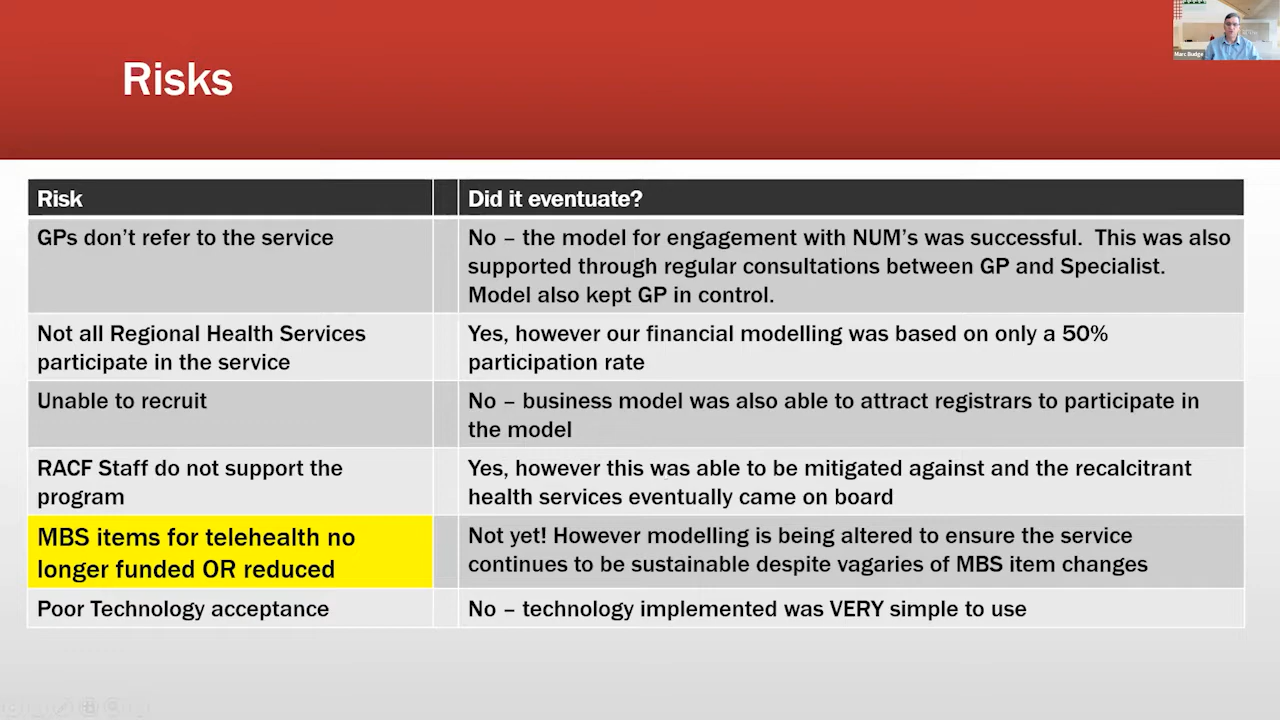 Marc Budge
Risks
Risk
Did it eventuate?
GPs don't refer to the service
No – the model for engagement with NUM's was successful. This was also
supported through regular consultations between GP and Specialist.
Model also kept GP in control.
Not all Regional Health Services
participate in the service
Yes, however our financial modelling was based on only a 50%
participation rate
Unable to recruit
No – business model was also able to attract registrars to participate in
the model
RACF Staff do not support the
program
Yes, however this was able to be mitigated against and the recalcitrant
health services eventually came on board
MBS items for telehealth no
longer funded OR reduced
Not yet! However modelling is being altered to ensure the service
continues to be sustainable despite vagaries of MBS item changes
Poor Technology acceptance
No – technology implemented was VERY simple to use